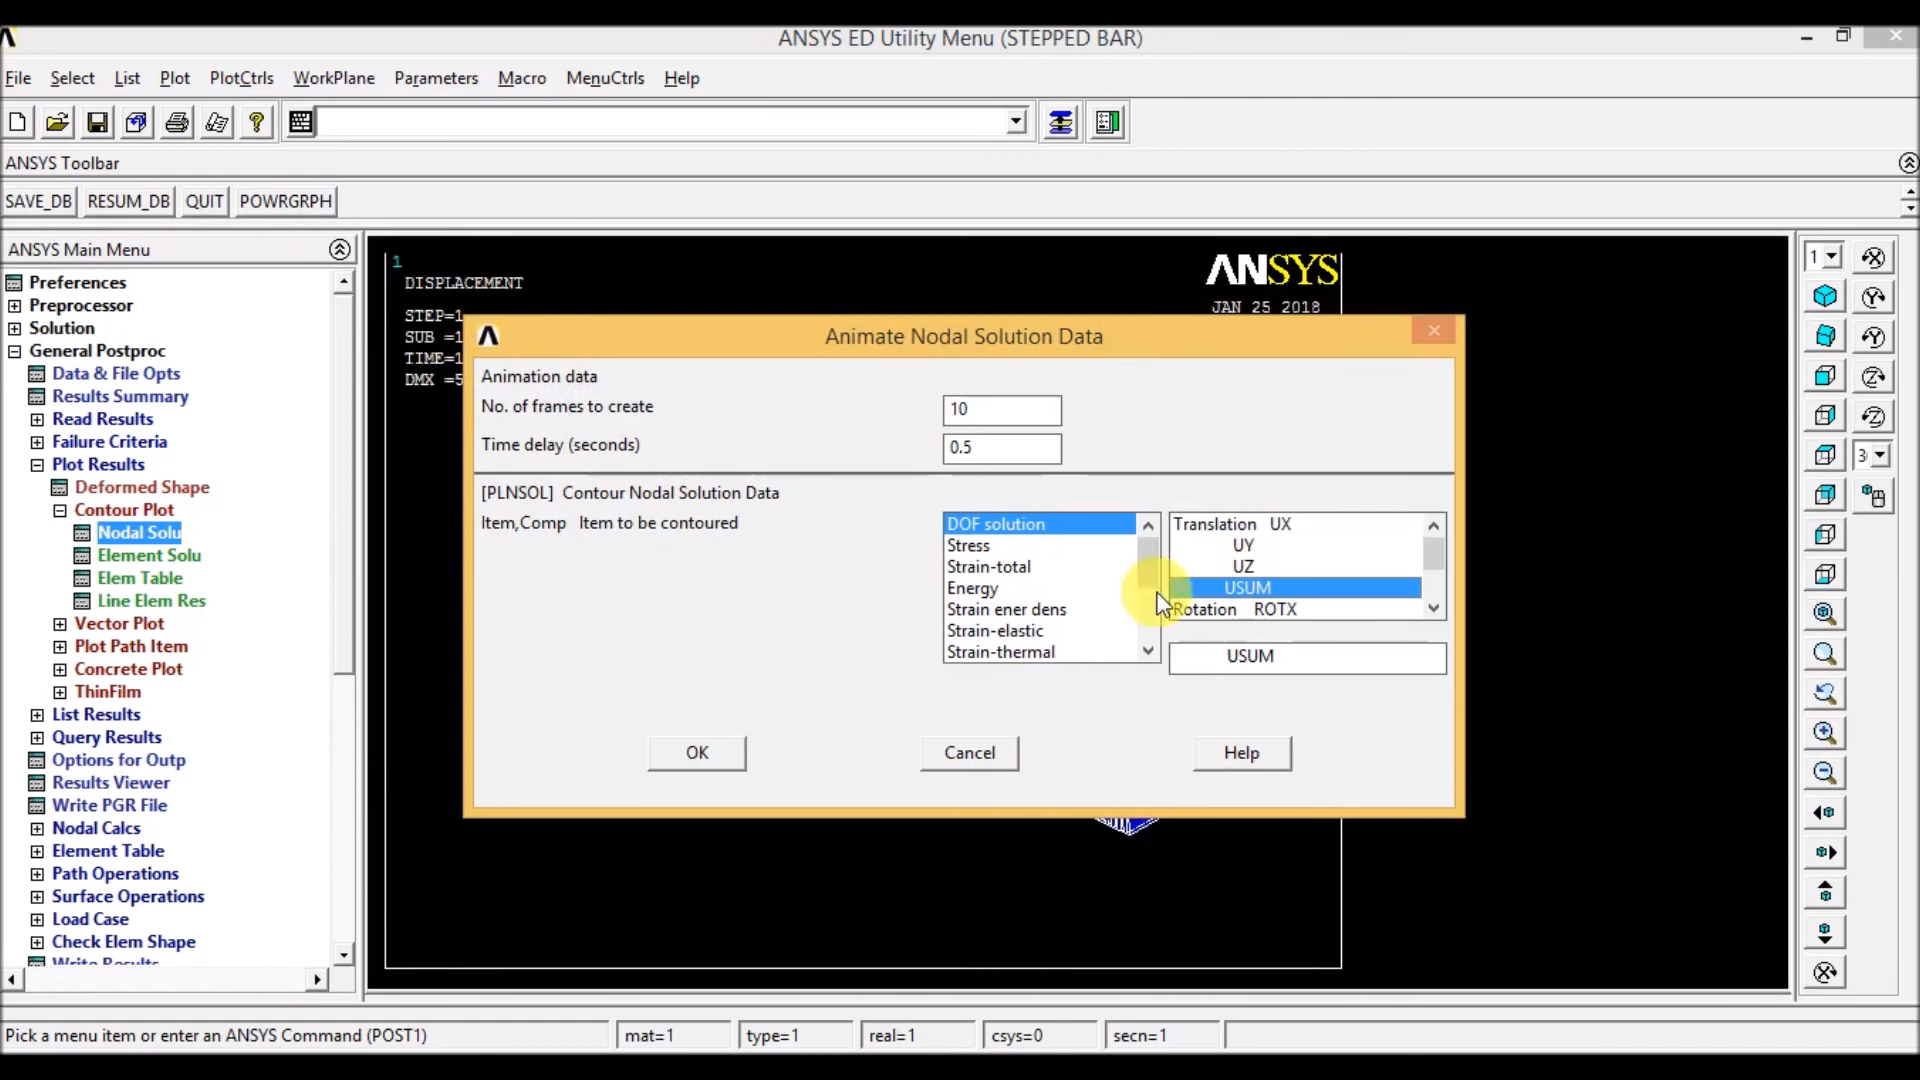 ANSYS ED Utility Menu (STEPPED BAR)
File Select List Plot PlotCtrls WorkPlane Parameters Macro MenuCtrls Help
ANSYS Toolbar
SAVE_DB RESUM_DB QUIT POWRGRPH
ANSYS Main Menu
Preferences
Preprocessor
Solution
General Postproc
Data & File Opts
Results Summary
Read Results
Failure Criteria
Plot Results
Deformed Shape
Contour Plot
Nodal Solu
Element Solu
Elem Table
Line Elem Res
Vector Plot
Plot Path Item
Concrete Plot
ThinFilm
List Results
Query Results
Options for Outp
Results Viewer
Write PGR File
Nodal Calcs
Element Table
Path Operations
Surface Operations
Load Case
Check Elem Shape
Write Results
1
DISPLACEMENT
STEP=1
SUB =1
TIME=1
DMX =5
ANSYS
JAN 25 2018
Animate Nodal Solution Data
Animation data
No. of frames to create 10
Time delay (seconds) 0.5
[PLNSOL] Contour Nodal Solution Data
Item,Comp Item to be contoured
DOF solution
Stress
Strain-total
Energy
Strain ener dens
Strain-elastic
Strain-thermal
Translation UX
UY
UZ
USUM
Rotation ROTX
USUM
OK Cancel Help
1
3
Pick a menu item or enter an ANSYS Command (POST1) mat=1 type=1 real=1 csys=0 secn=1